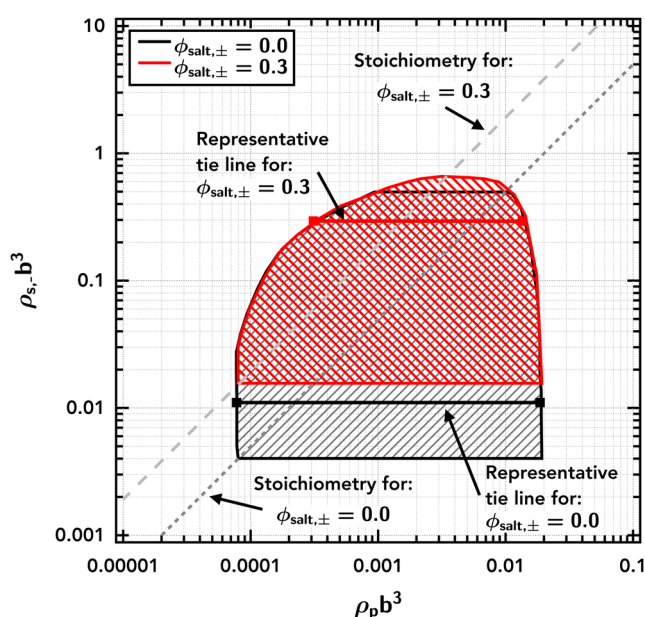 10
1
0.1
0.01
0.001
ρs,-b³
ϕsalt,± = 0.0
ϕsalt,± = 0.3
Stoichiometry for:
ϕsalt,± = 0.3
Representative
tie line for:
ϕsalt,± = 0.3
Stoichiometry for:
ϕsalt,± = 0.0
Representative
tie line for:
ϕsalt,± = 0.0
0.00001
0.0001
0.001
0.01
0.1
ρpb³